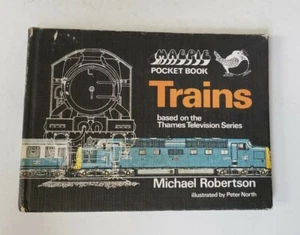 MAGPIE
POCKET BOOK
Trains
based on the
Thames Television Series
Michael Robertson
illustrated by Peter North